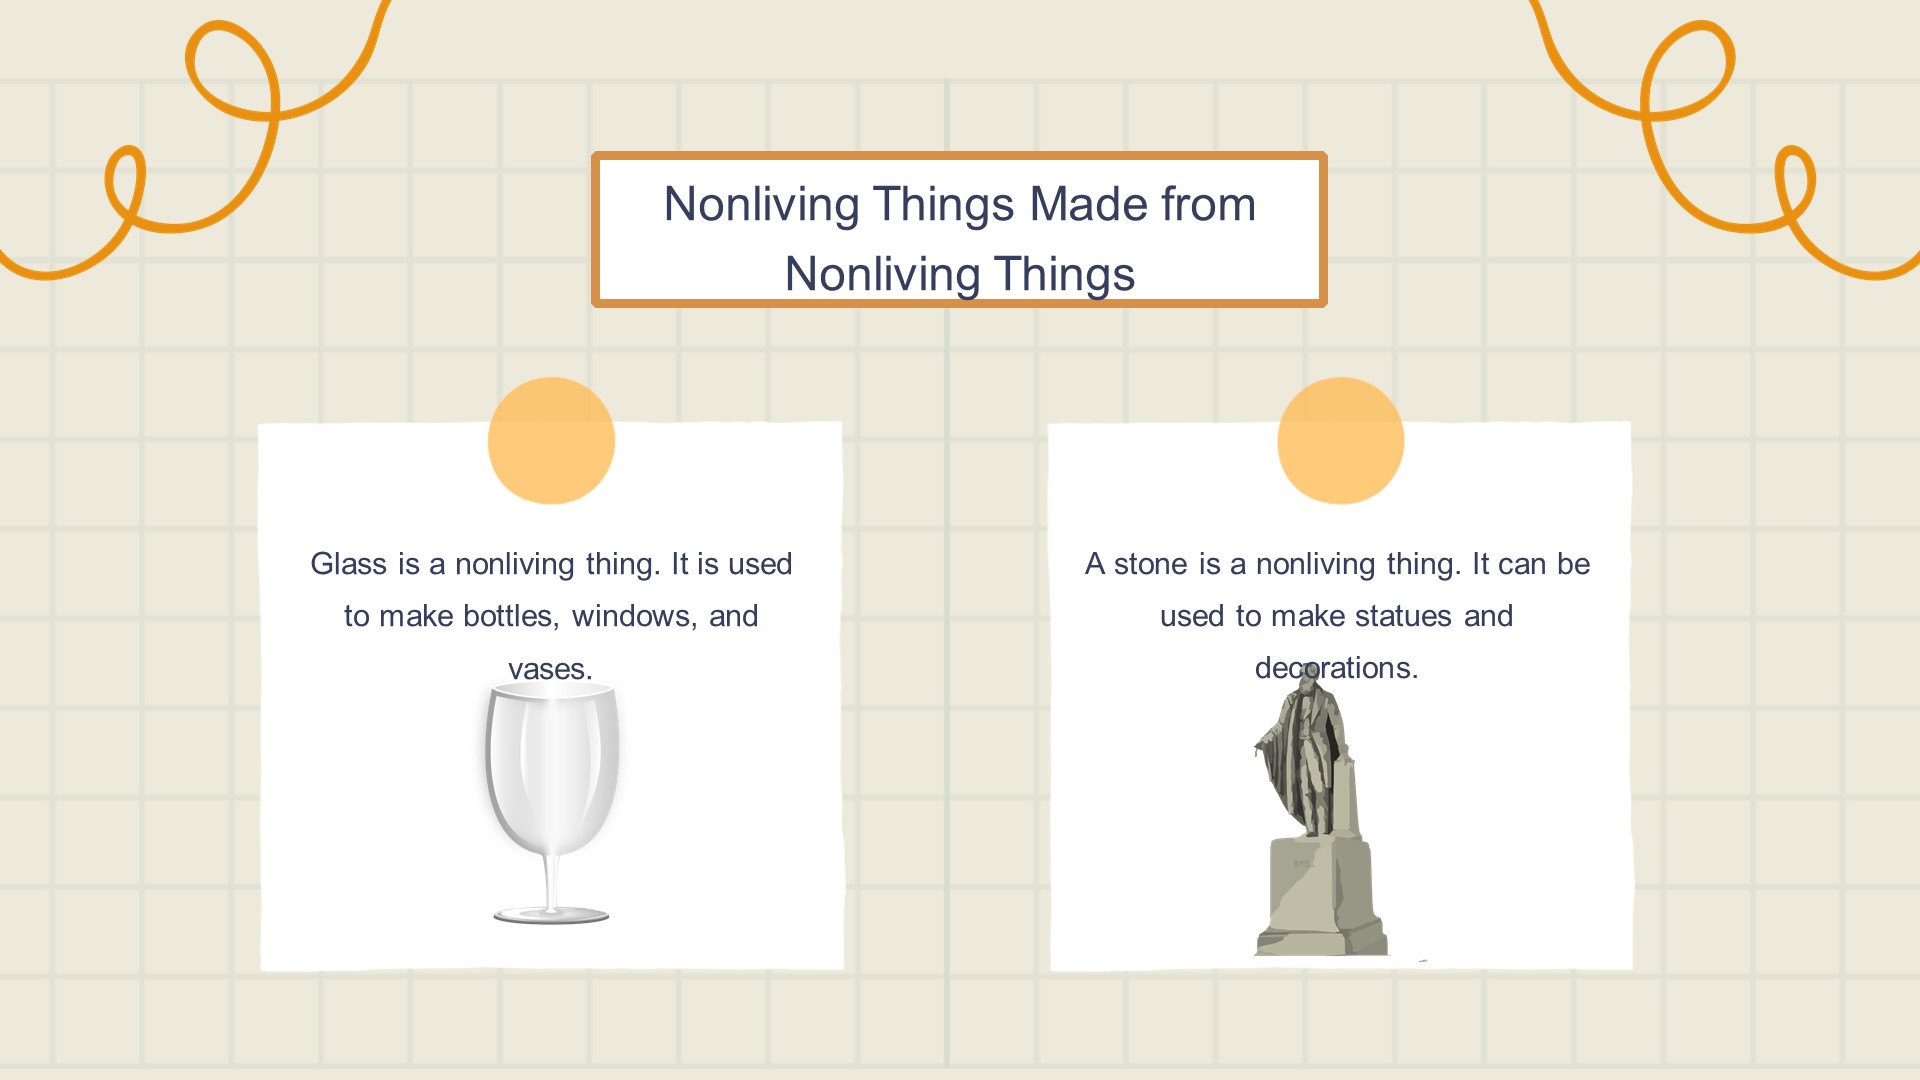 Nonliving Things Made from
Nonliving Things
Glass is a nonliving thing. It is used
to make bottles, windows, and
vases.
A stone is a nonliving thing. It can be
used to make statues and
decorations.